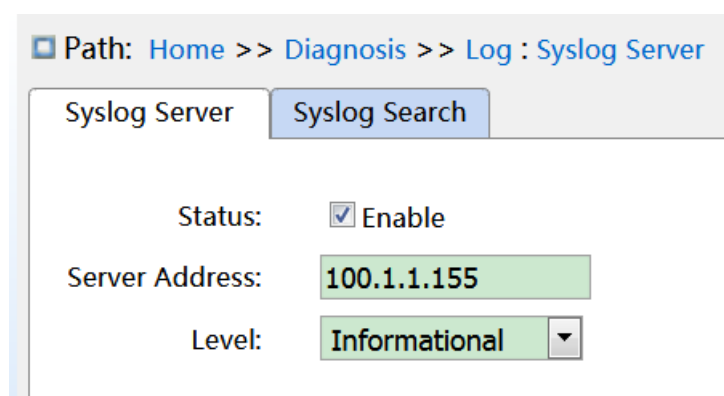 Path: Home >> Diagnosis >> Log : Syslog Server
Syslog Server Syslog Search
Status: Enable
Server Address: 100.1.1.155
Level: Informational